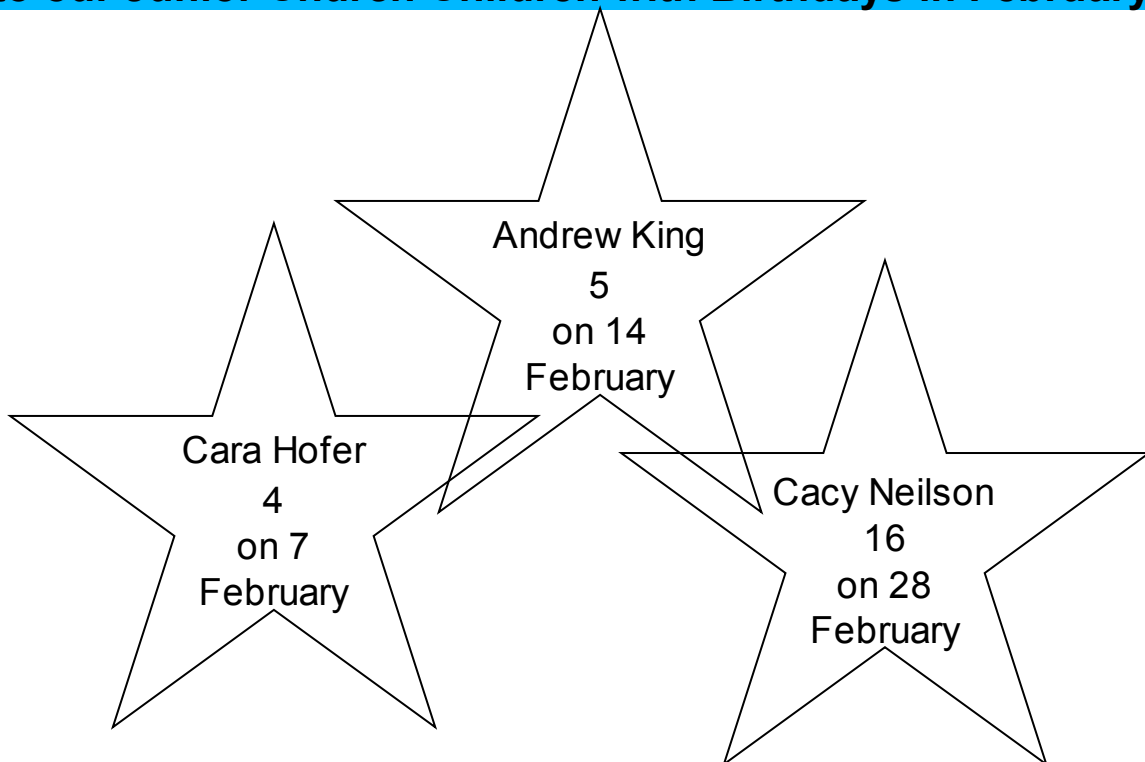 to our Junior Church Children with Birthdays in February
Andrew King
5
on 14
February
Cara Hofer
4
on 7
February
Cacy Neilson
16
on 28
February